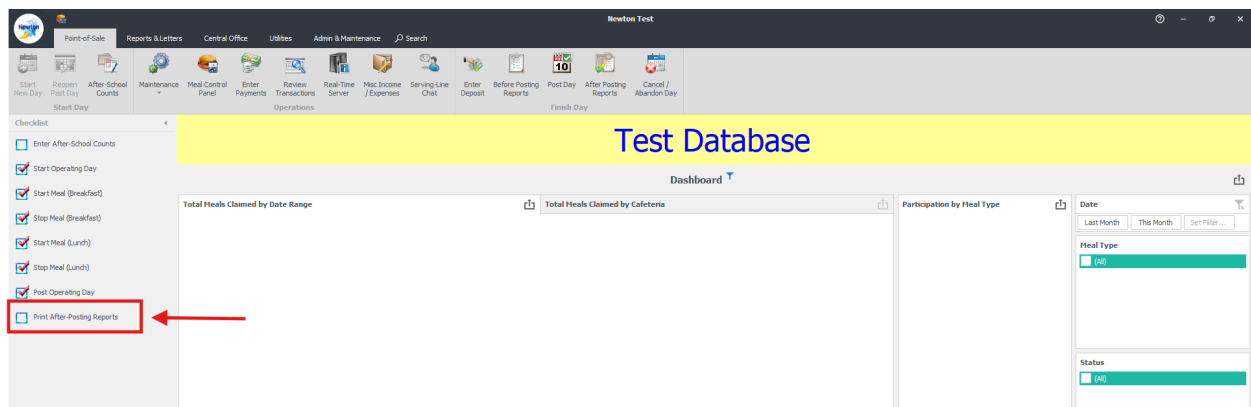 Newton Test
Newton
Point-of-Sale
Reports & Letters
Central Office
Utilities
Admin & Maintenance
Search
Start New Day
Reopen Past Day
After-School Counts
Maintenance
Meal Control Panel
Enter Payments
Review Transactions
Real-Time Server
Misc Income / Expenses
Serving-Line Chat
Enter Deposit
Before Posting Reports
10
Post Day
After Posting Reports
Cancel / Abandon Day
Start Day
Operations
Finish Day
Checklist
Enter After-School Counts
Start Operating Day
Start Meal (Breakfast)
Stop Meal (Breakfast)
Start Meal (Lunch)
Stop Meal (Lunch)
Post Operating Day
Print After-Posting Reports
Test Database
Dashboard
Total Meals Claimed by Date Range
Total Meals Claimed by Cafeteria
Participation by Meal Type
Date
Last Month
This Month
Set Filter...
Meal Type
(All)
Status
(All)